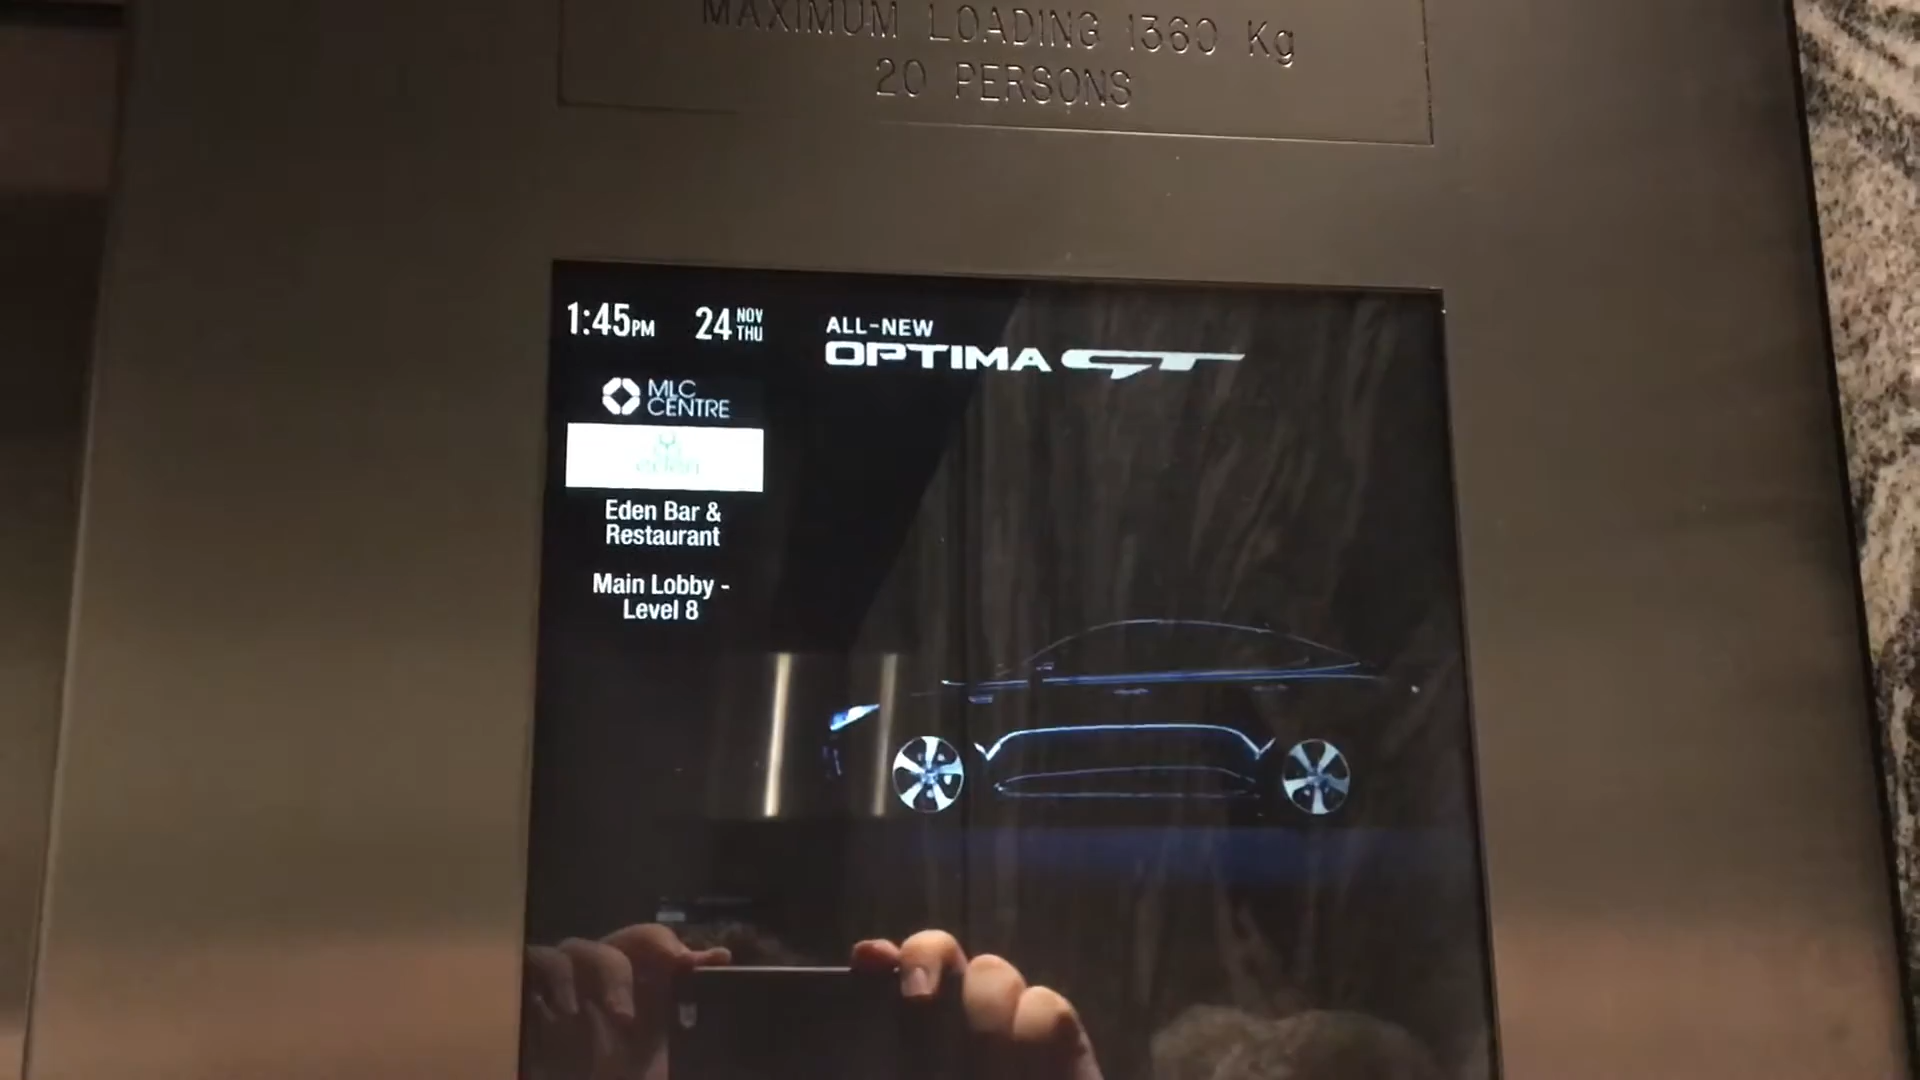 MAXIMUM LOADING 1360 Kg
20 PERSONS
1:45PM 24 NOV THU
ALL-NEW
OPTIMA GT
MLC
CENTRE
eden
Eden Bar &
Restaurant
Main Lobby -
Level 8